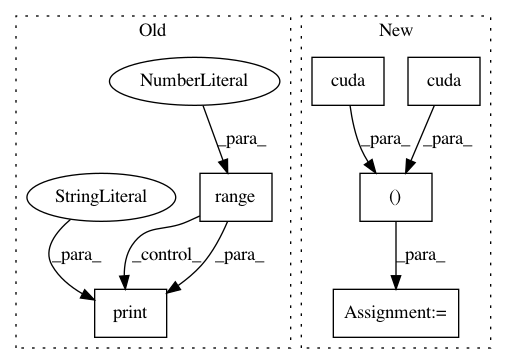 Old
New
NumberLiteral
cuda
cuda
_para_
_para_
_para_
StringLiteral
range
()
_para_
_control_
_para_
_para_
print
Assignment:=